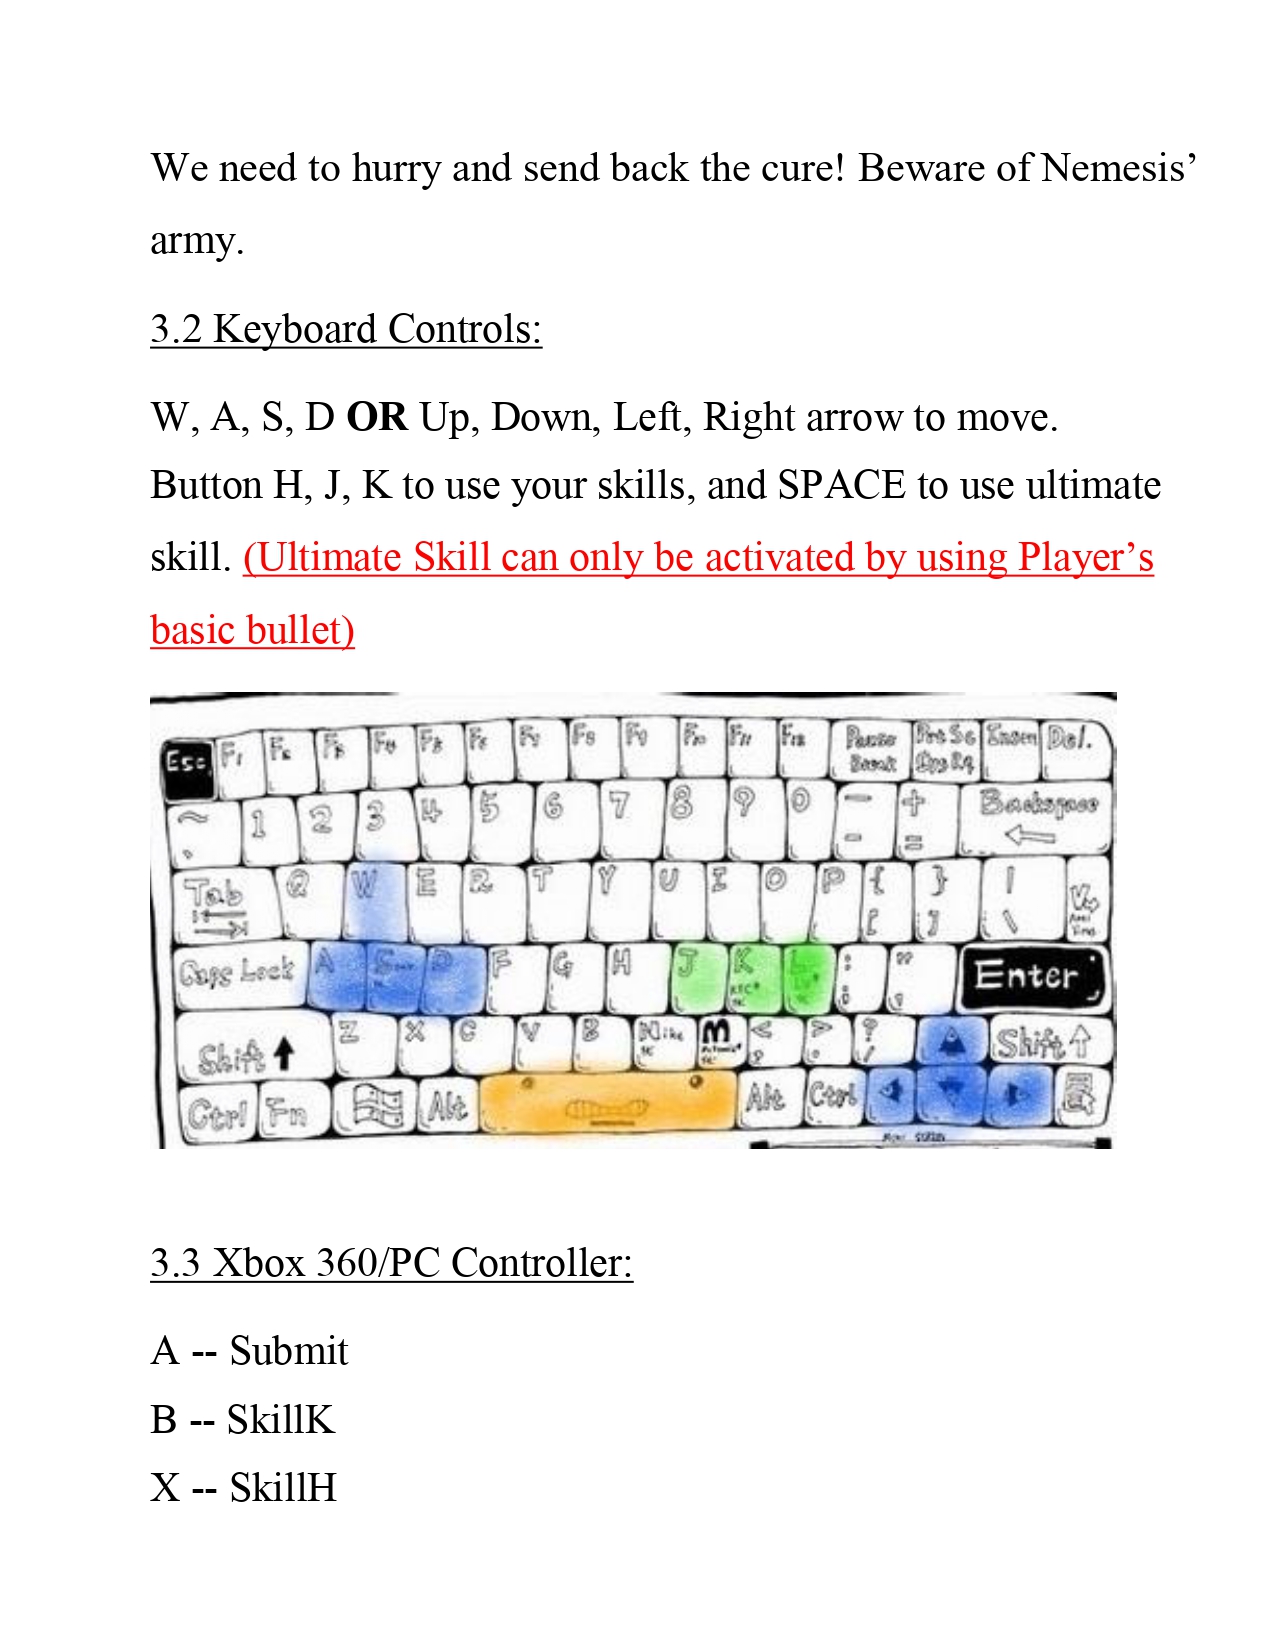 We need to hurry and send back the cure! Beware of Nemesis’
army.
3.2 Keyboard Controls:
W, A, S, D OR Up, Down, Left, Right arrow to move.
Button H, J, K to use your skills, and SPACE to use ultimate
skill. (Ultimate Skill can only be activated by using Player’s
basic bullet)
Esc F1 F2 F3 F4 F5 F6 F7 F8 F9 F10 F11 F12 Pause Break Prt Sc Insert Del.
~ 1 2 3 4 5 6 7 8 9 0 - + = Backspace
Tab Q W E R T Y U I O P { [ } ] | \
Caps Lock A S D F G H J K L : ; " Enter
Shift Z X C V B Nike M < > ? / Shift
Ctrl Fn Alt Alt Ctrl
3.3 Xbox 360/PC Controller:
A -- Submit
B -- SkillK
X -- SkillH